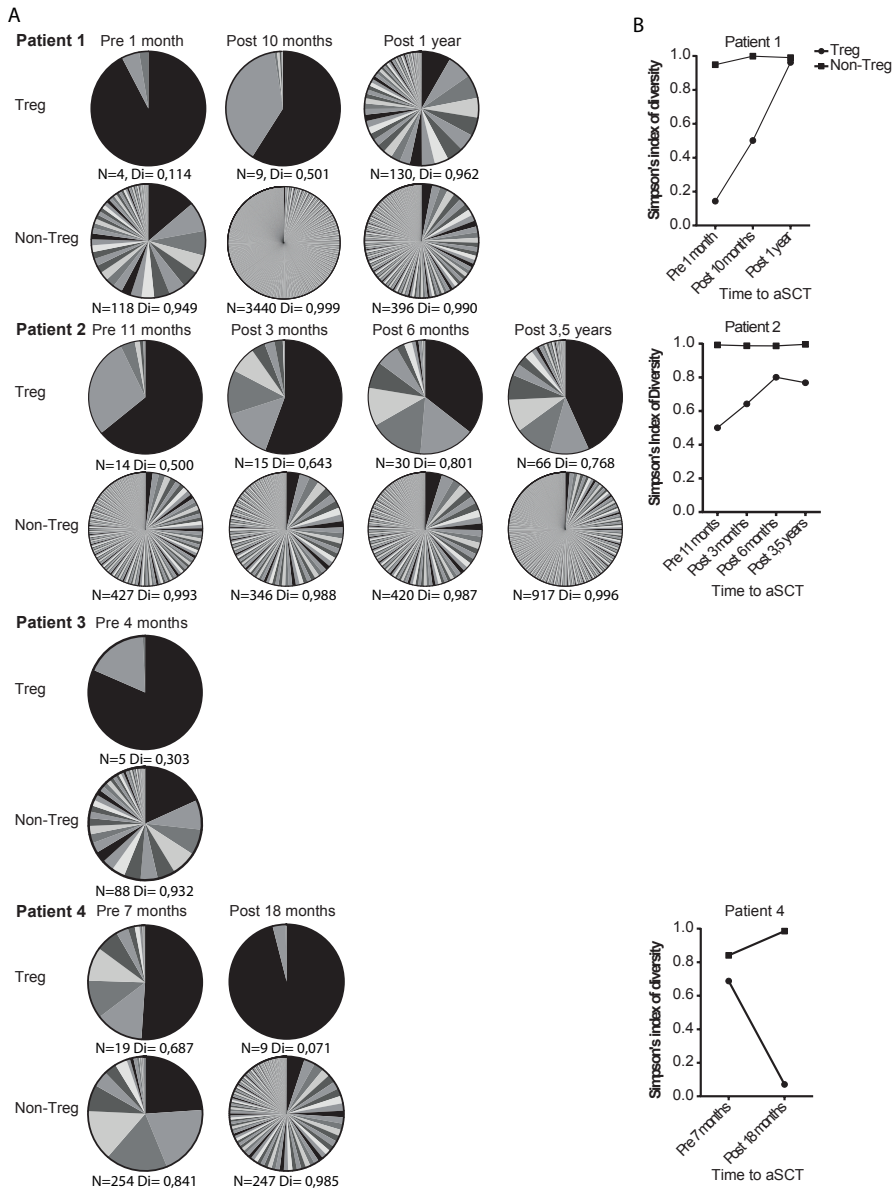 A
Patient 1 Pre 1 month Post 10 months Post 1 year
Treg
N=4, Di= 0,114 N=9, Di= 0,501 N=130, Di= 0,962
Non-Treg
N=118 Di= 0,949 N=3440 Di= 0,999 N=396 Di= 0,990
Patient 2 Pre 11 months Post 3 months Post 6 months Post 3,5 years
Treg
N=14 Di= 0,500 N=15 Di= 0,643 N=30 Di= 0,801 N=66 Di= 0,768
Non-Treg
N=427 Di= 0,993 N=346 Di= 0,988 N=420 Di= 0,987 N=917 Di= 0,996
Patient 3 Pre 4 months
Treg
N=5 Di= 0,303
Non-Treg
N=88 Di= 0,932
Patient 4 Pre 7 months Post 18 months
Treg
N=19 Di= 0,687 N=9 Di= 0,071
Non-Treg
N=254 Di= 0,841 N=247 Di= 0,985
B
Patient 1
Treg
Non-Treg
Simpson's index of diversity
1.0
0.8
0.6
0.4
0.2
0.0
Pre 1 month
Post 10 months
Post 1 year
Time to aSCT
Patient 2
Simpson's Index of Diversity
1.0
0.8
0.6
0.4
0.2
0.0
Pre 11 monts
Post 3 months
Post 6 months
Post 3,5 years
Time to aSCT
Patient 4
Simpson's index of diversity
1.0
0.8
0.6
0.4
0.2
0.0
Pre 7 months
Post 18 months
Time to aSCT